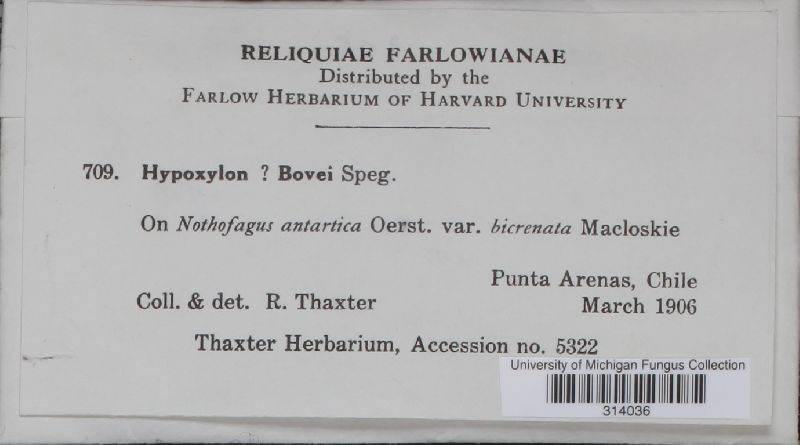 RELIQUIAE FARLOWIANAE
Distributed by the
FARLOW HERBARIUM OF HARVARD UNIVERSITY
709. Hypoxylon ? Bovei Speg.
On Nothofagus antartica Oerst. var. bicrenata Macloskie
Punta Arenas, Chile
Coll. & det. R. Thaxter
March 1906
Thaxter Herbarium, Accession no. 5322
University of Michigan Fungus Collection
314036